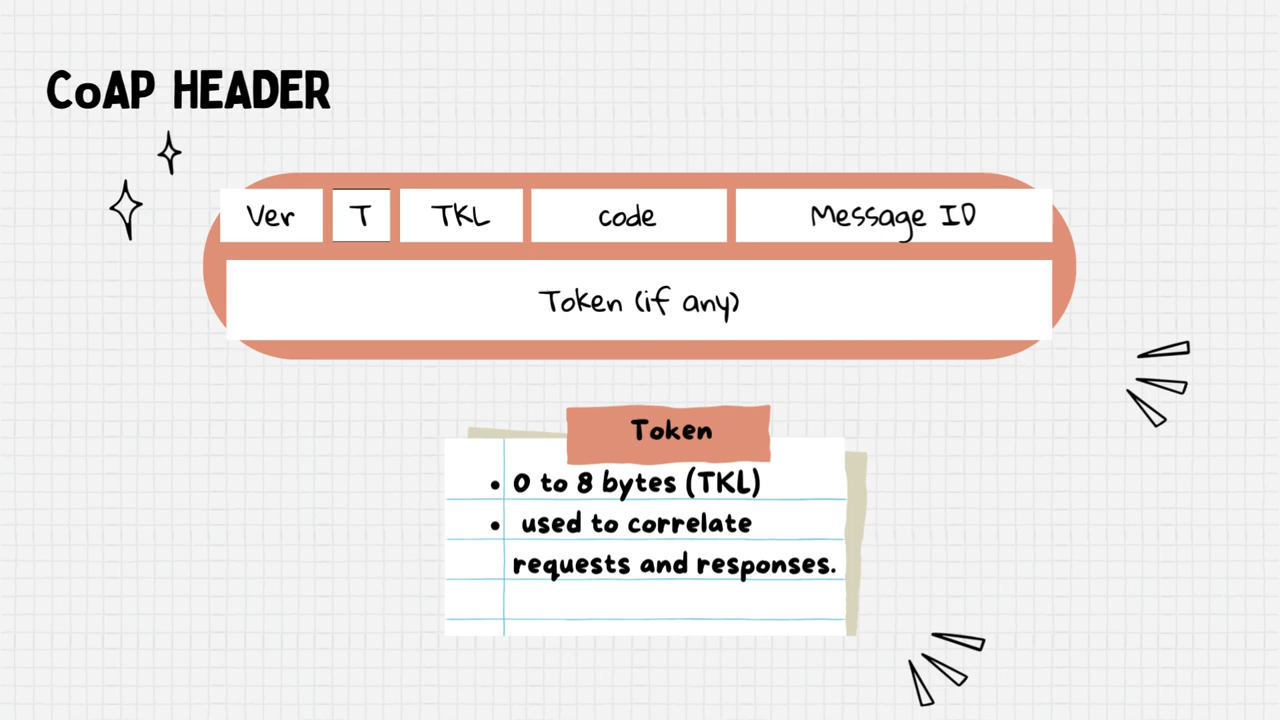 CoAP HEADER
Ver T TKL code Message ID
Token (if any)
Token
• 0 to 8 bytes (TKL)
• used to correlate
requests and responses.